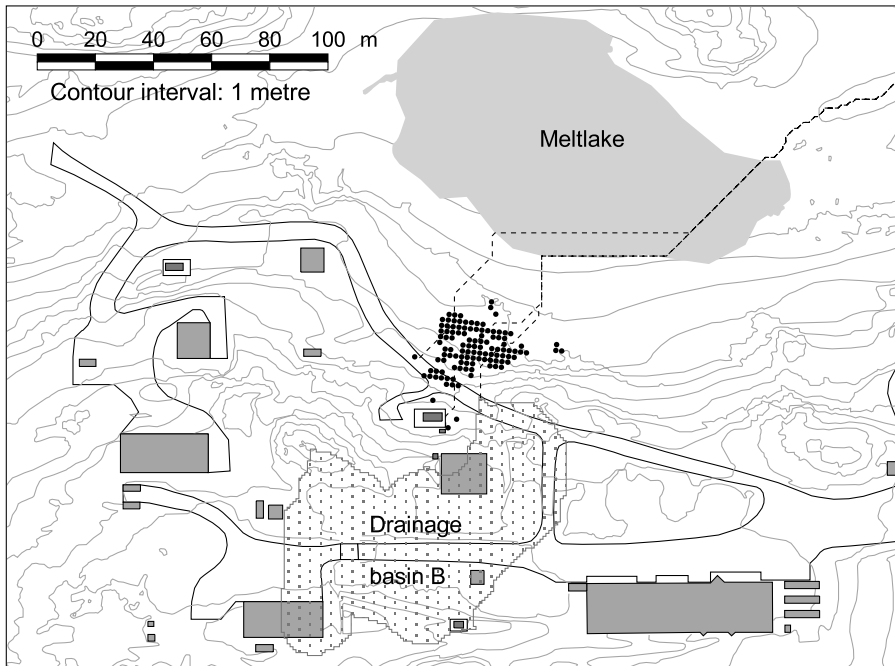 0 20 40 60 80 100 m
Contour interval: 1 metre
Meltlake
Drainage
basin B